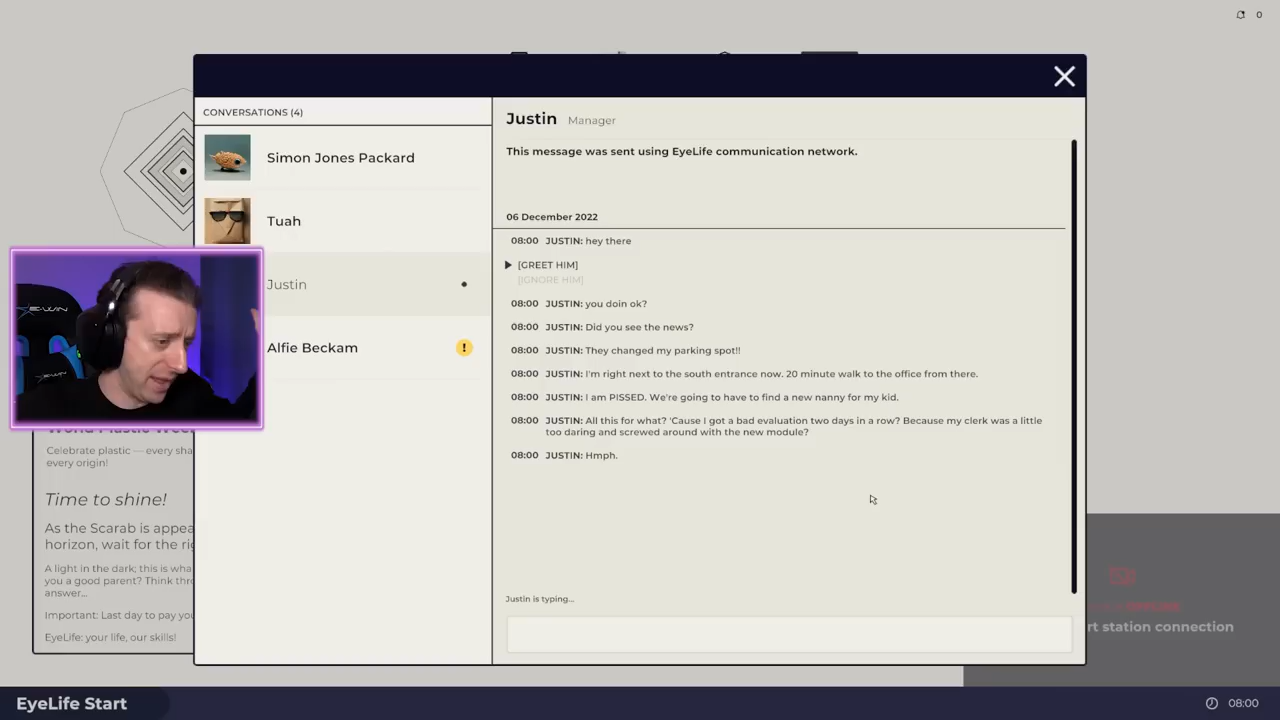 0
CONVERSATIONS (4)
Simon Jones Packard
Tuah
Justin
Alfie Beckam
!
Justin Manager
This message was sent using EyeLife communication network.
06 December 2022
08:00 JUSTIN: hey there
[GREET HIM]
[IGNORE HIM]
08:00 JUSTIN: you doin ok?
08:00 JUSTIN: Did you see the news?
08:00 JUSTIN: They changed my parking spot!!
08:00 JUSTIN: I'm right next to the south entrance now. 20 minute walk to the office from there.
08:00 JUSTIN: I am PISSED. We're going to have to find a new nanny for my kid.
08:00 JUSTIN: All this for what? 'Cause I got a bad evaluation two days in a row? Because my clerk was a little
too daring and screwed around with the new module?
08:00 JUSTIN: Hmph.
Justin is typing...
E-WIN
World Plastic Wee
Celebrate plastic — every sha
every origin!
Time to shine!
As the Scarab is appea
horizon, wait for the rig
A light in the dark; this is wha
you a good parent? Think thr
answer...
Important: Last day to pay you
EyeLife: your life, our skills!
rt station connection
EyeLife Start
08:00